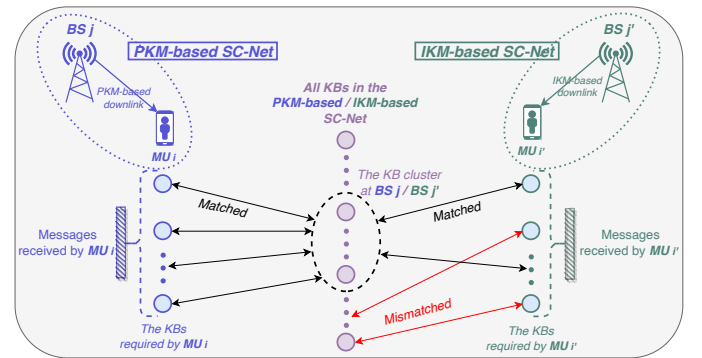 BS j
PKM-based SC-Net
PKM-based
downlink
MU i
IKM-based SC-Net
BS j'
IKM-based
downlink
MU i'
All KBs in the
PKM-based / IKM-based
SC-Net
The KB cluster
at BS j / BS j'
Matched
Matched
Messages
received by MU i
Messages
received by MU i'
Mismatched
The KBs
required by MU i
The KBs
required by MU i'